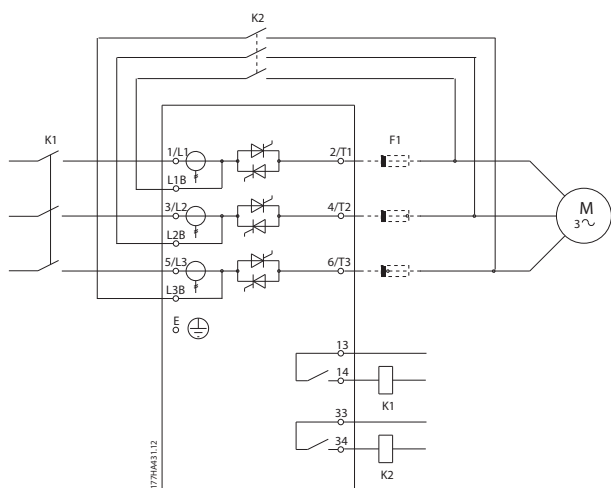 K2
K1
1/L1
2/T1
F1
L1B
3/L2
4/T2
M
3
L2B
5/L3
6/T3
L3B
E
13
14
K1
33
34
K2
177HA431.12